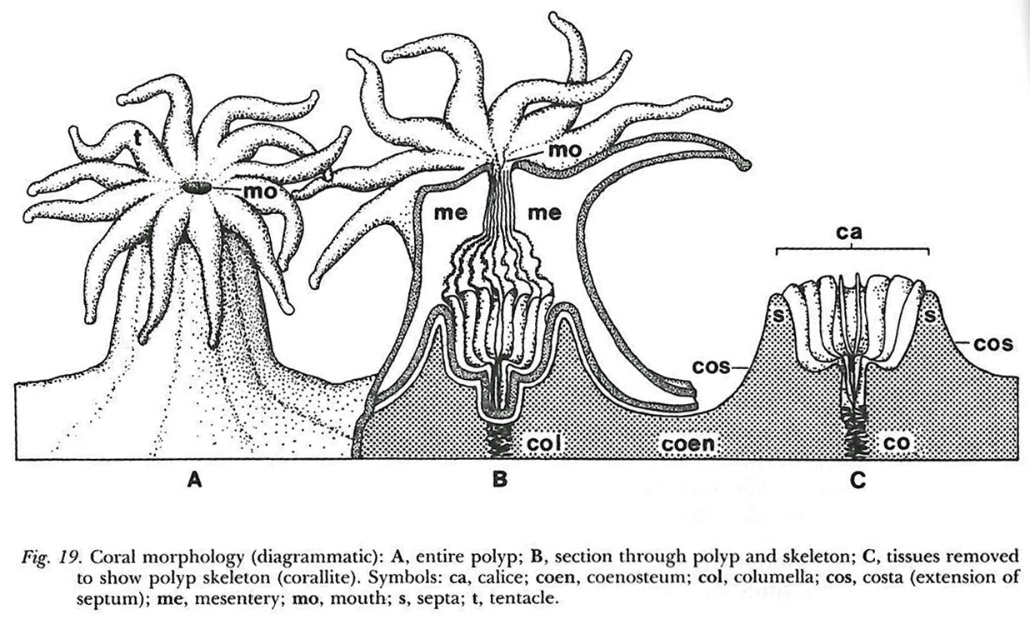 t
mo
mo
me
me
ca
s
s
cos
cos
col
coen
co
A
B
C
Fig. 19. Coral morphology (diagrammatic): A, entire polyp; B, section through polyp and skeleton; C, tissues removed
to show polyp skeleton (corallite). Symbols: ca, calice; coen, coenosteum; col, columella; cos, costa (extension of
septum); me, mesentery; mo, mouth; s, septa; t, tentacle.